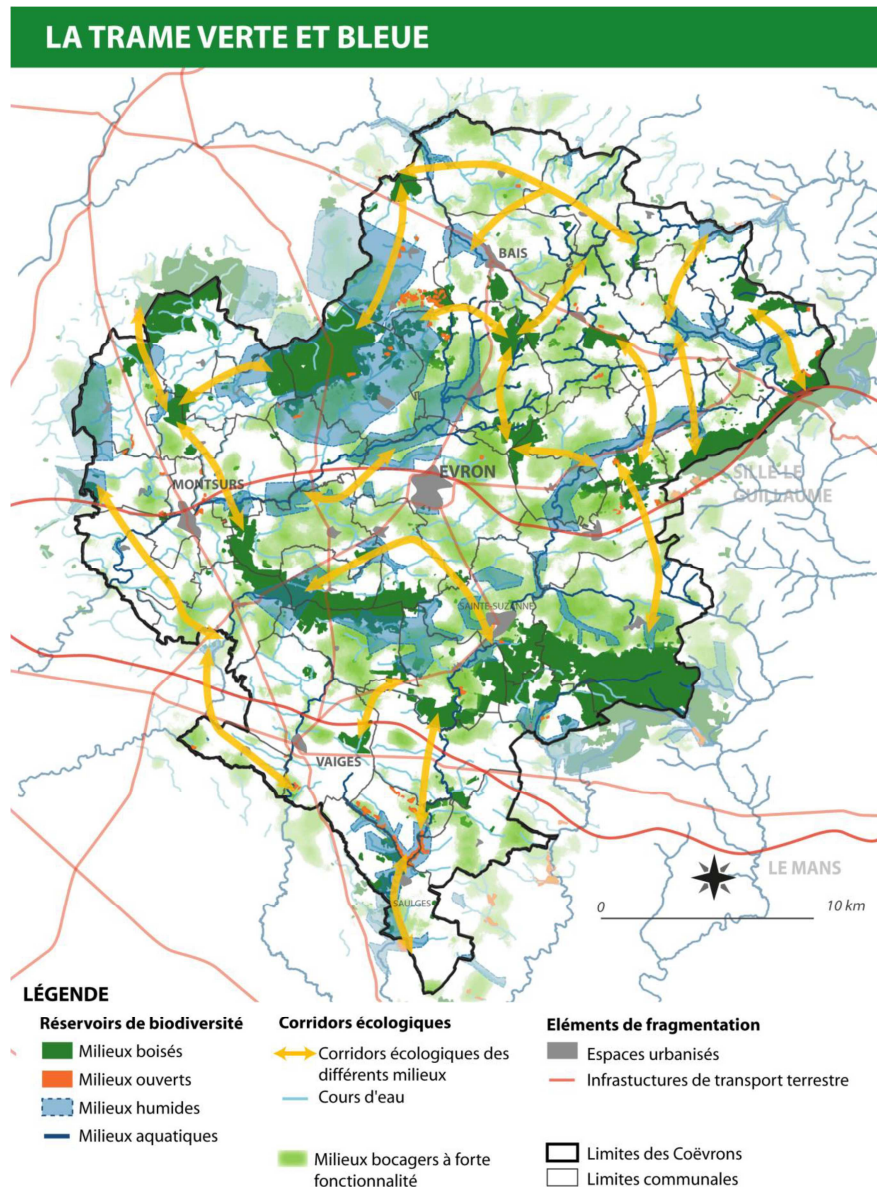 LA TRAME VERTE ET BLEUE
BAIS
EVRON
MONTSURS
SILLÉ-LE
GUILLAUME
SAINTE-SUZANNE
VAIGES
LE MANS
SAULGES
0
10 km
LÉGENDE
Réservoirs de biodiversité
Milieux boisés
Milieux ouverts
Milieux humides
Milieux aquatiques
Corridors écologiques
Corridors écologiques des
différents milieux
Cours d'eau
Milieux bocagers à forte
fonctionnalité
Eléments de fragmentation
Espaces urbanisés
Infrastuctures de transport terrestre
Limites des Coëvrons
Limites communales